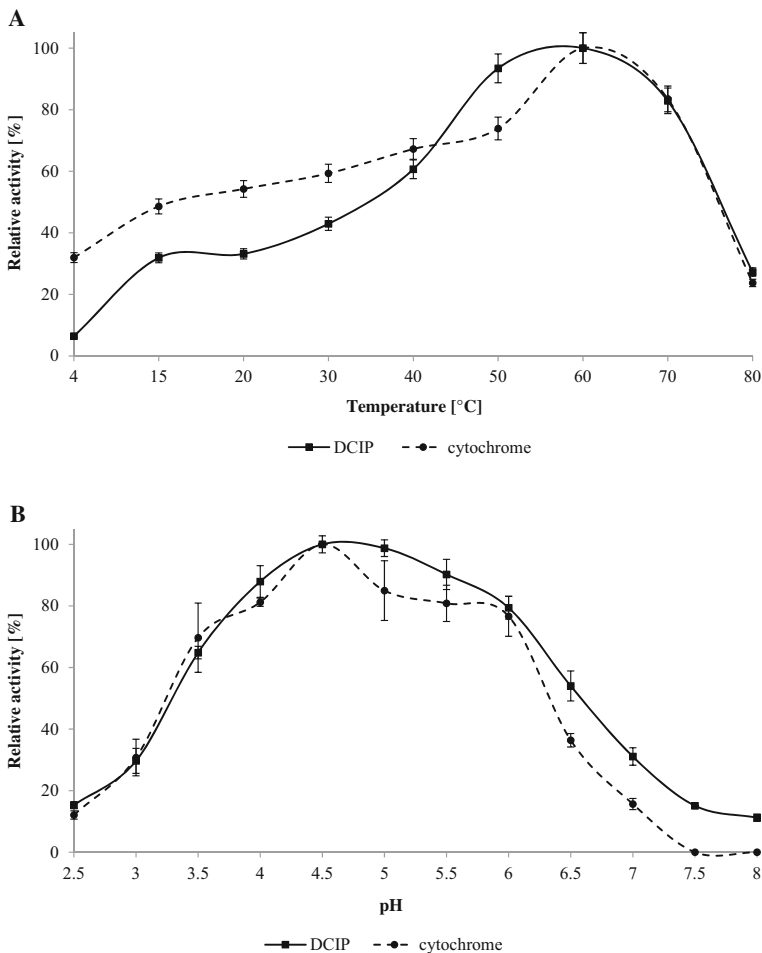 A
Relative activity [%]
100
80
60
40
20
0
4 15 20 30 40 50 60 70 80
Temperature [°C]
DCIP cytochrome
B
Relative activity [%]
100
80
60
40
20
0
2.5 3 3.5 4 4.5 5 5.5 6 6.5 7 7.5 8
pH
DCIP cytochrome